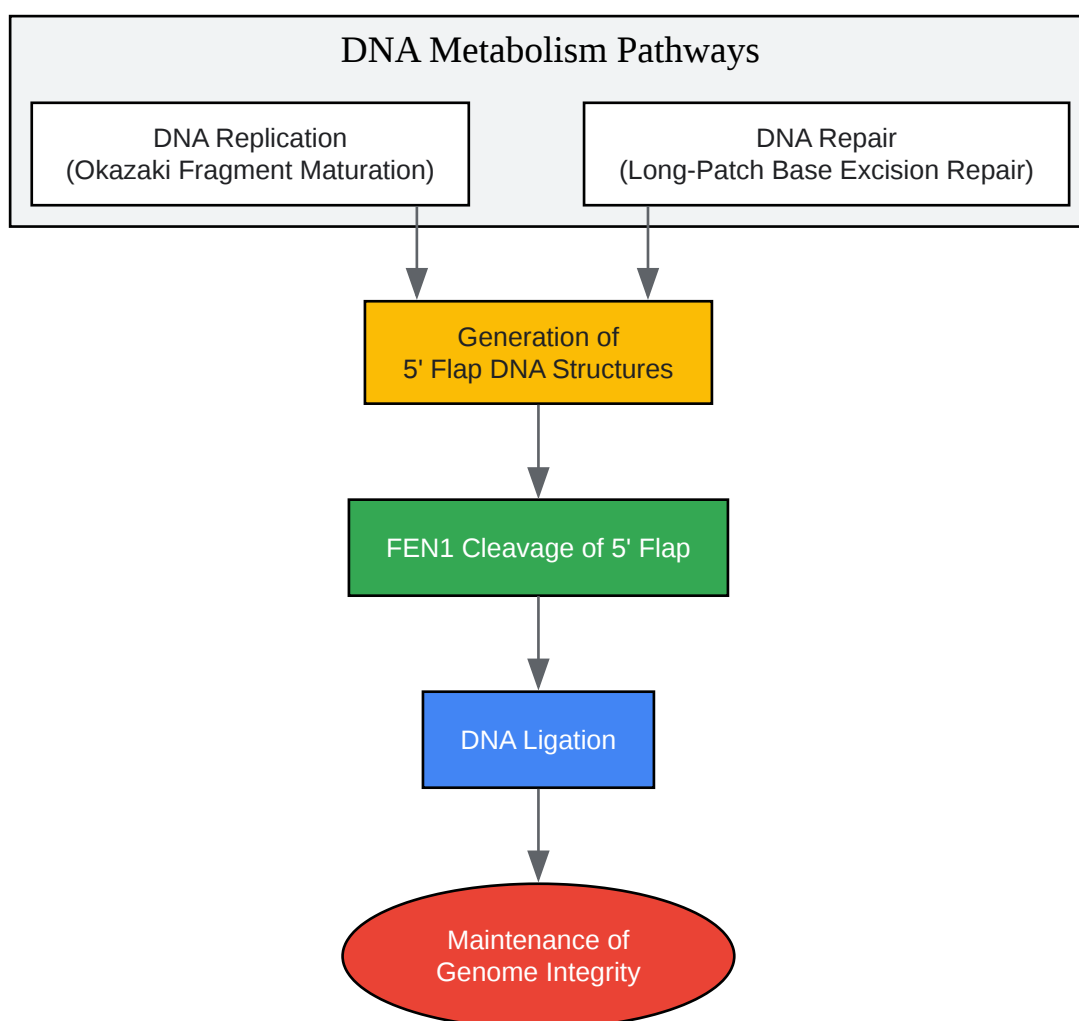 DNA Metabolism Pathways
DNA Replication
(Okazaki Fragment Maturation)
DNA Repair
(Long-Patch Base Excision Repair)
Generation of
5' Flap DNA Structures
FEN1 Cleavage of 5' Flap
DNA Ligation
Maintenance of
Genome Integrity